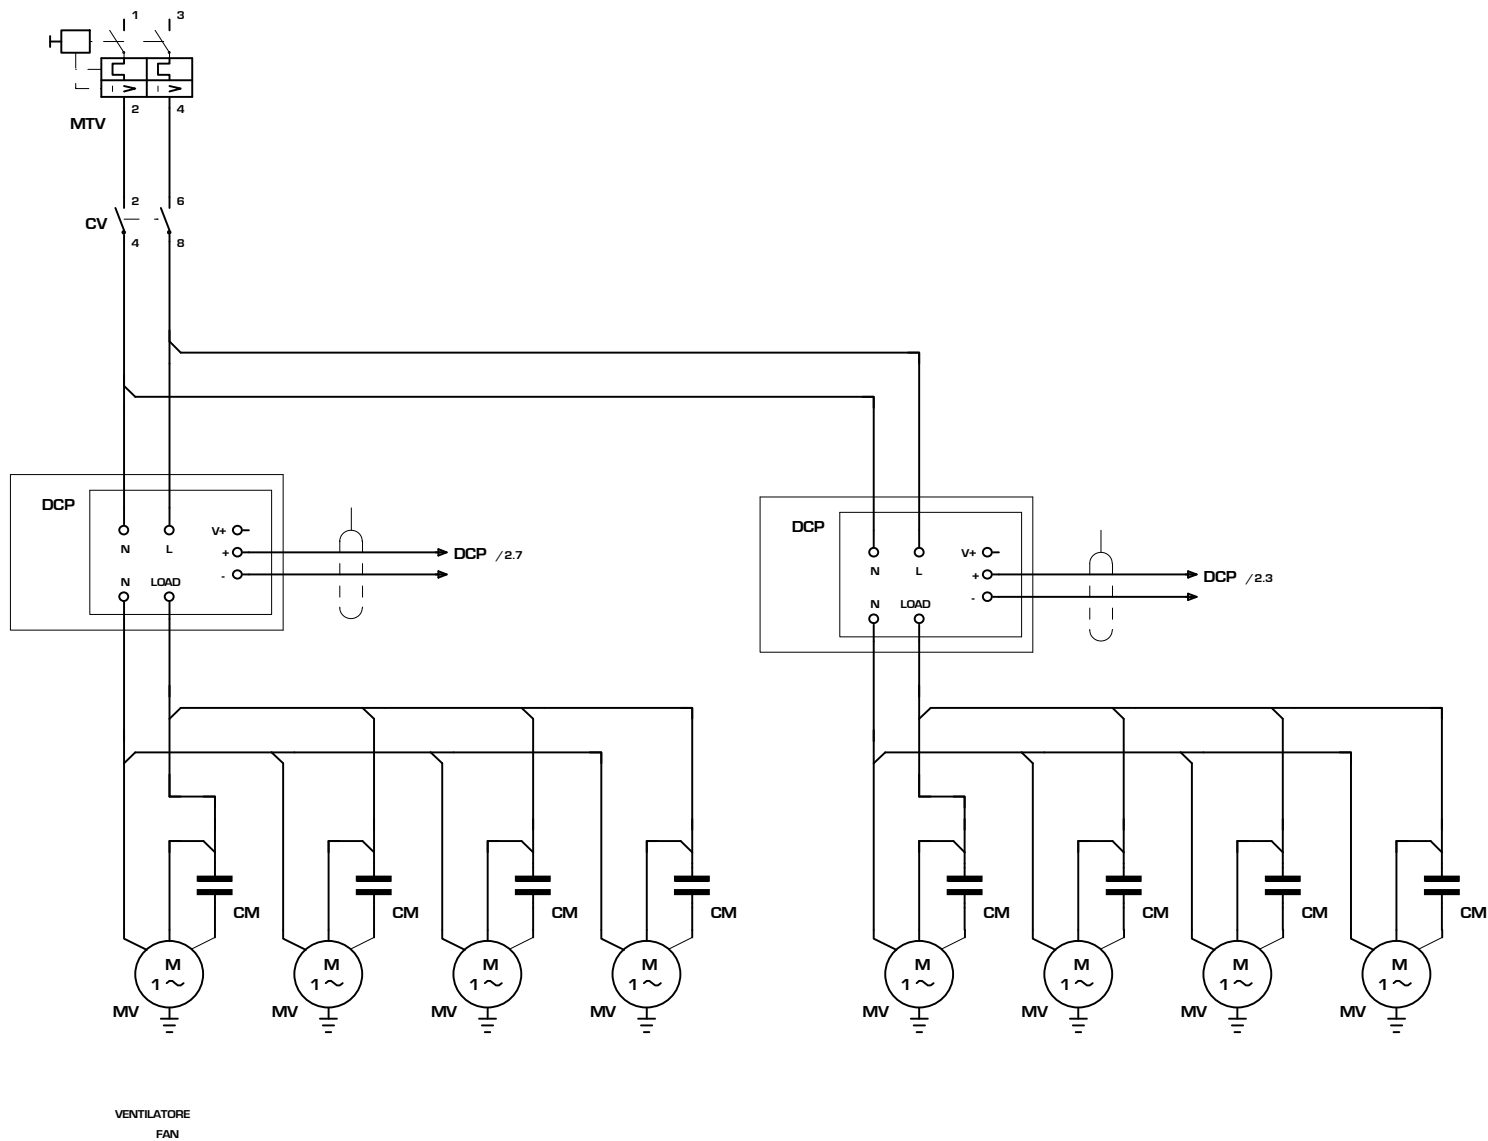 1 3
2 4
MTV
2 6
CV
4 8
DCP
V+
N L
+
DCP /2.7
-
N LOAD
DCP
V+
N L
+
DCP /2.3
-
N LOAD
CM CM CM CM CM CM CM CM
M M M M M M M M
1~ 1~ 1~ 1~ 1~ 1~ 1~ 1~
MV MV MV MV MV MV MV MV
VENTILATORE
FAN